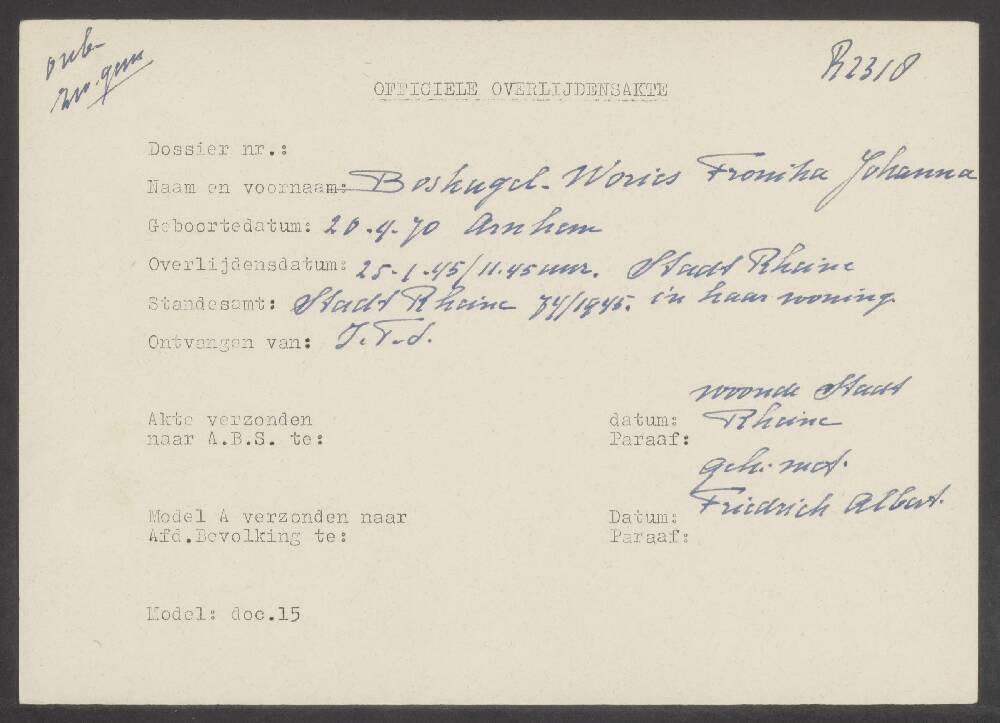 R2318
OFFICIELE OVERLIJDENSAKTE
Dossier nr.:
Naam en voornaam: Boskugel-Wories Fronika Johanna
Geboortedatum: 20.4.70 Arnhem
Overlijdensdatum: 25-1-45/11.45 uur. Stadt Rheine
Standesamt: Stadt Rheine 74/1945. in haar woning.
Ontvangen van: I.T.S.
woonde Stadt
Akte verzonden datum: Rheine
naar A.B.S. te: Paraaf:
geh. met.
Friedrich Albert.
Model A verzonden naar Datum:
Afd.Bevolking te: Paraaf:
Model: doc.15